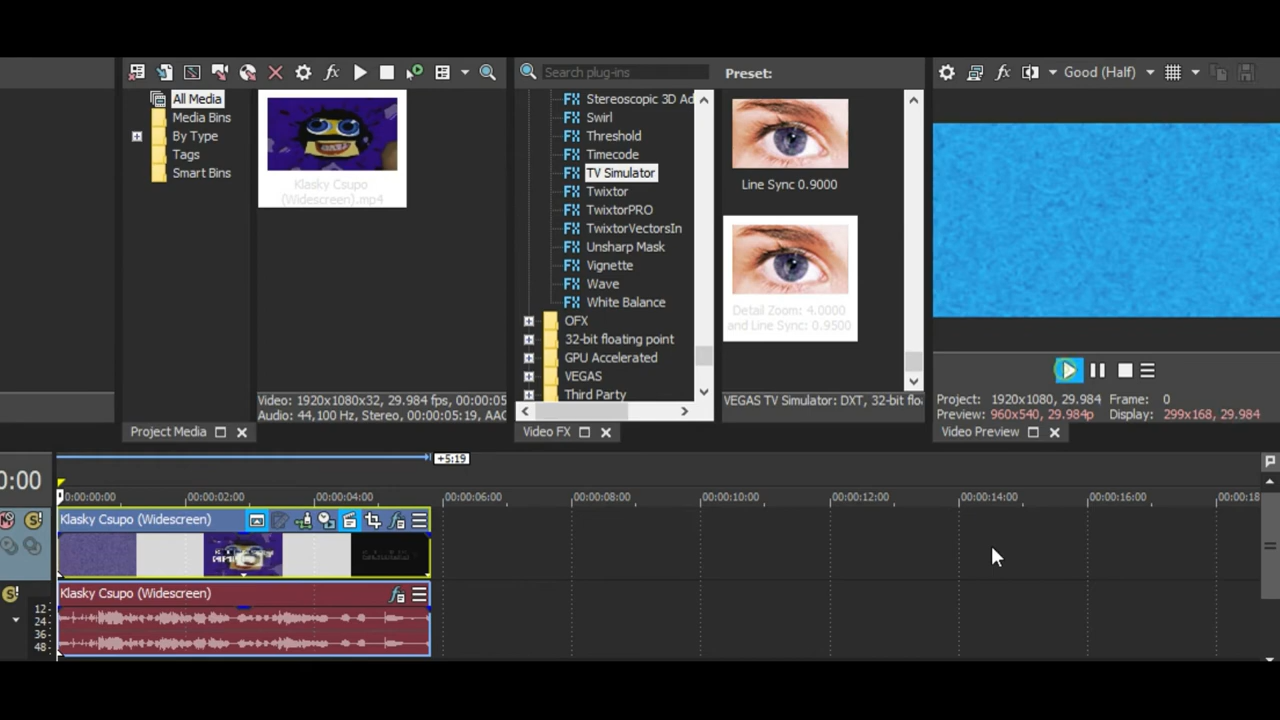 All Media
Media Bins
By Type
Tags
Smart Bins
Klasky Csupo
(Widescreen).mp4
Video: 1920x1080x32, 29.984 fps, 00:00:05
Audio: 44,100 Hz, Stereo, 00:00:05:19, AAC
Project Media
Search plug-ins
Stereoscopic 3D Ad
Swirl
Threshold
Timecode
TV Simulator
Twixtor
TwixtorPRO
TwixtorVectorsIn
Unsharp Mask
Vignette
Wave
White Balance
OFX
32-bit floating point
GPU Accelerated
VEGAS
Third Party
Video FX
Preset:
Line Sync 0.9000
Detail Zoom: 4.0000
and Line Sync: 0.9500
VEGAS TV Simulator: DXT, 32-bit flo
Good (Half)
Project: 1920x1080, 29.984 Frame: 0
Preview: 960x540, 29.984p Display: 299x168, 29.984
Video Preview
+5:19
0:00
0:00:00:00 00:00:02:00 00:00:04:00 00:00:06:00 00:00:08:00 00:00:10:00 00:00:12:00 00:00:14:00 00:00:16:00 00:00:18
Klasky Csupo (Widescreen)
Klasky Csupo (Widescreen)
12
24
36
48